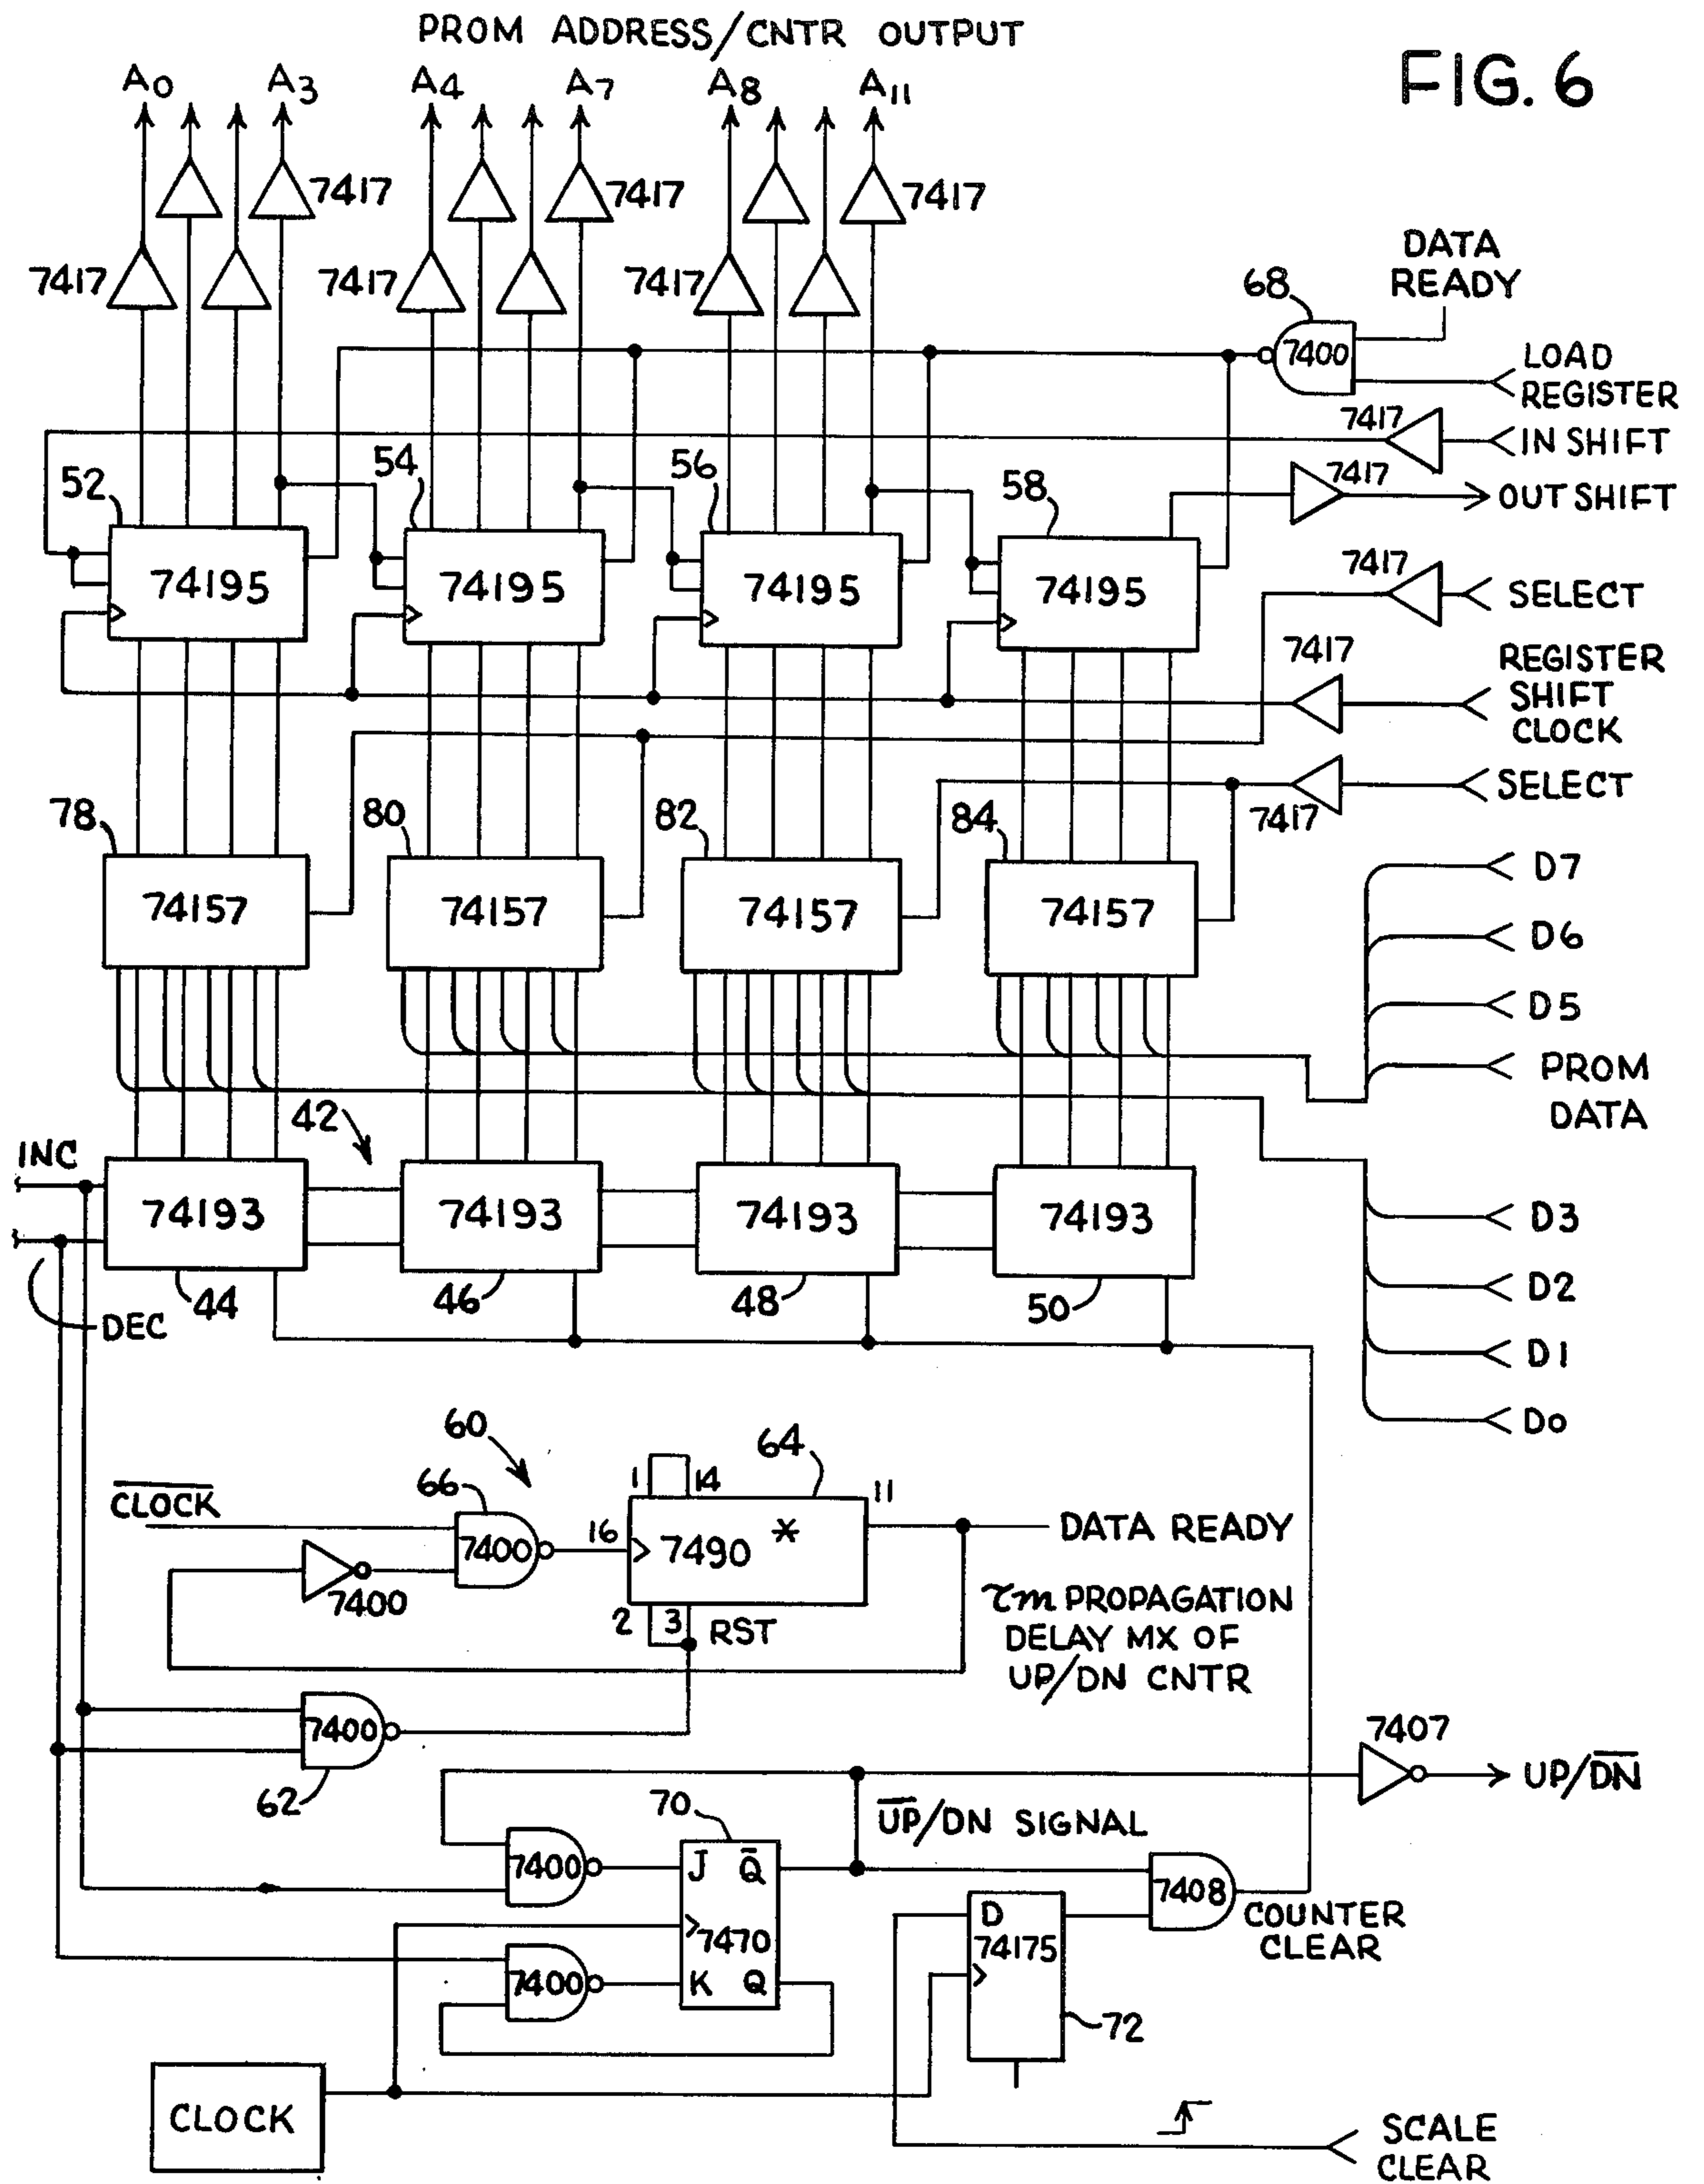 PROM ADDRESS/CNTR OUTPUT
FIG. 6
A0 A3 A4 A7 A8 A11
7417 7417 7417
7417 7417 7417
DATA
READY
68
7400
LOAD
REGISTER
7417
IN SHIFT
7417
OUT SHIFT
52 54 56 58
74195 74195 74195 74195
7417
SELECT
7417
REGISTER
SHIFT
CLOCK
7417
SELECT
78 80 82 84
74157 74157 74157 74157
D7
D6
D5
PROM
DATA
42
INC
74193 74193 74193 74193
44 46 48 50
DEC
D3
D2
D1
D0
60
64
1 14
11
66
CLOCK
7400
16
7490 *
DATA READY
7400
2 3 RST
τm PROPAGATION
DELAY MX OF
UP/DN CNTR
7400
62
7407
UP/DN
70
UP/DN SIGNAL
7400
J Q
7470
K Q
7400
7408
COUNTER
CLEAR
D
74175
72
CLOCK
SCALE
CLEAR